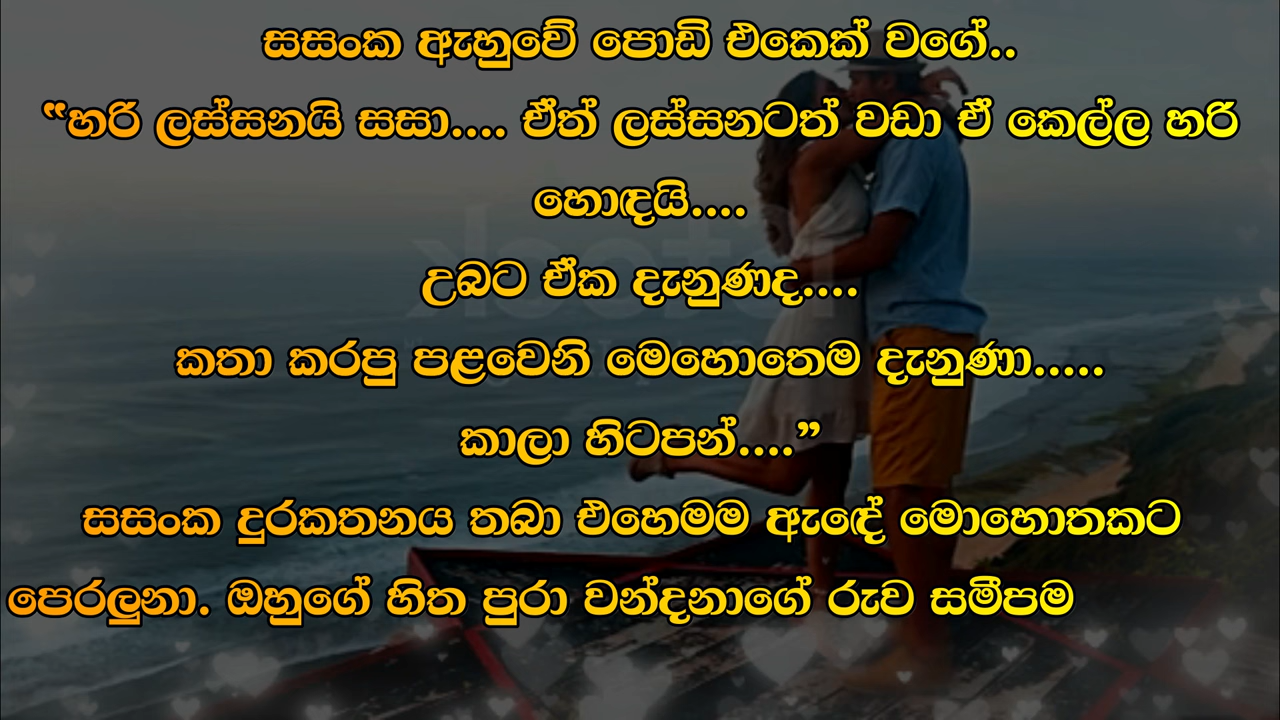 සසංක ඇහුවේ පොඩි එකෙක් වගේ..
“හරි ලස්සනයි සසා.... ඒත් ලස්සනටත් වඩා ඒ කෙල්ල හරි
හොඳයි....
උබට ඒක දැනුණද....
කතා කරපු පළවෙනි මෙහොතෙම දැනුණා.....
කාලා හිටපන්....”
සසංක දුරකතනය තබා එහෙමම ඇඳේ මොහොතකට
පෙරලුනා. ඔහුගේ හිත පුරා වන්දනාගේ රුව සමීපම